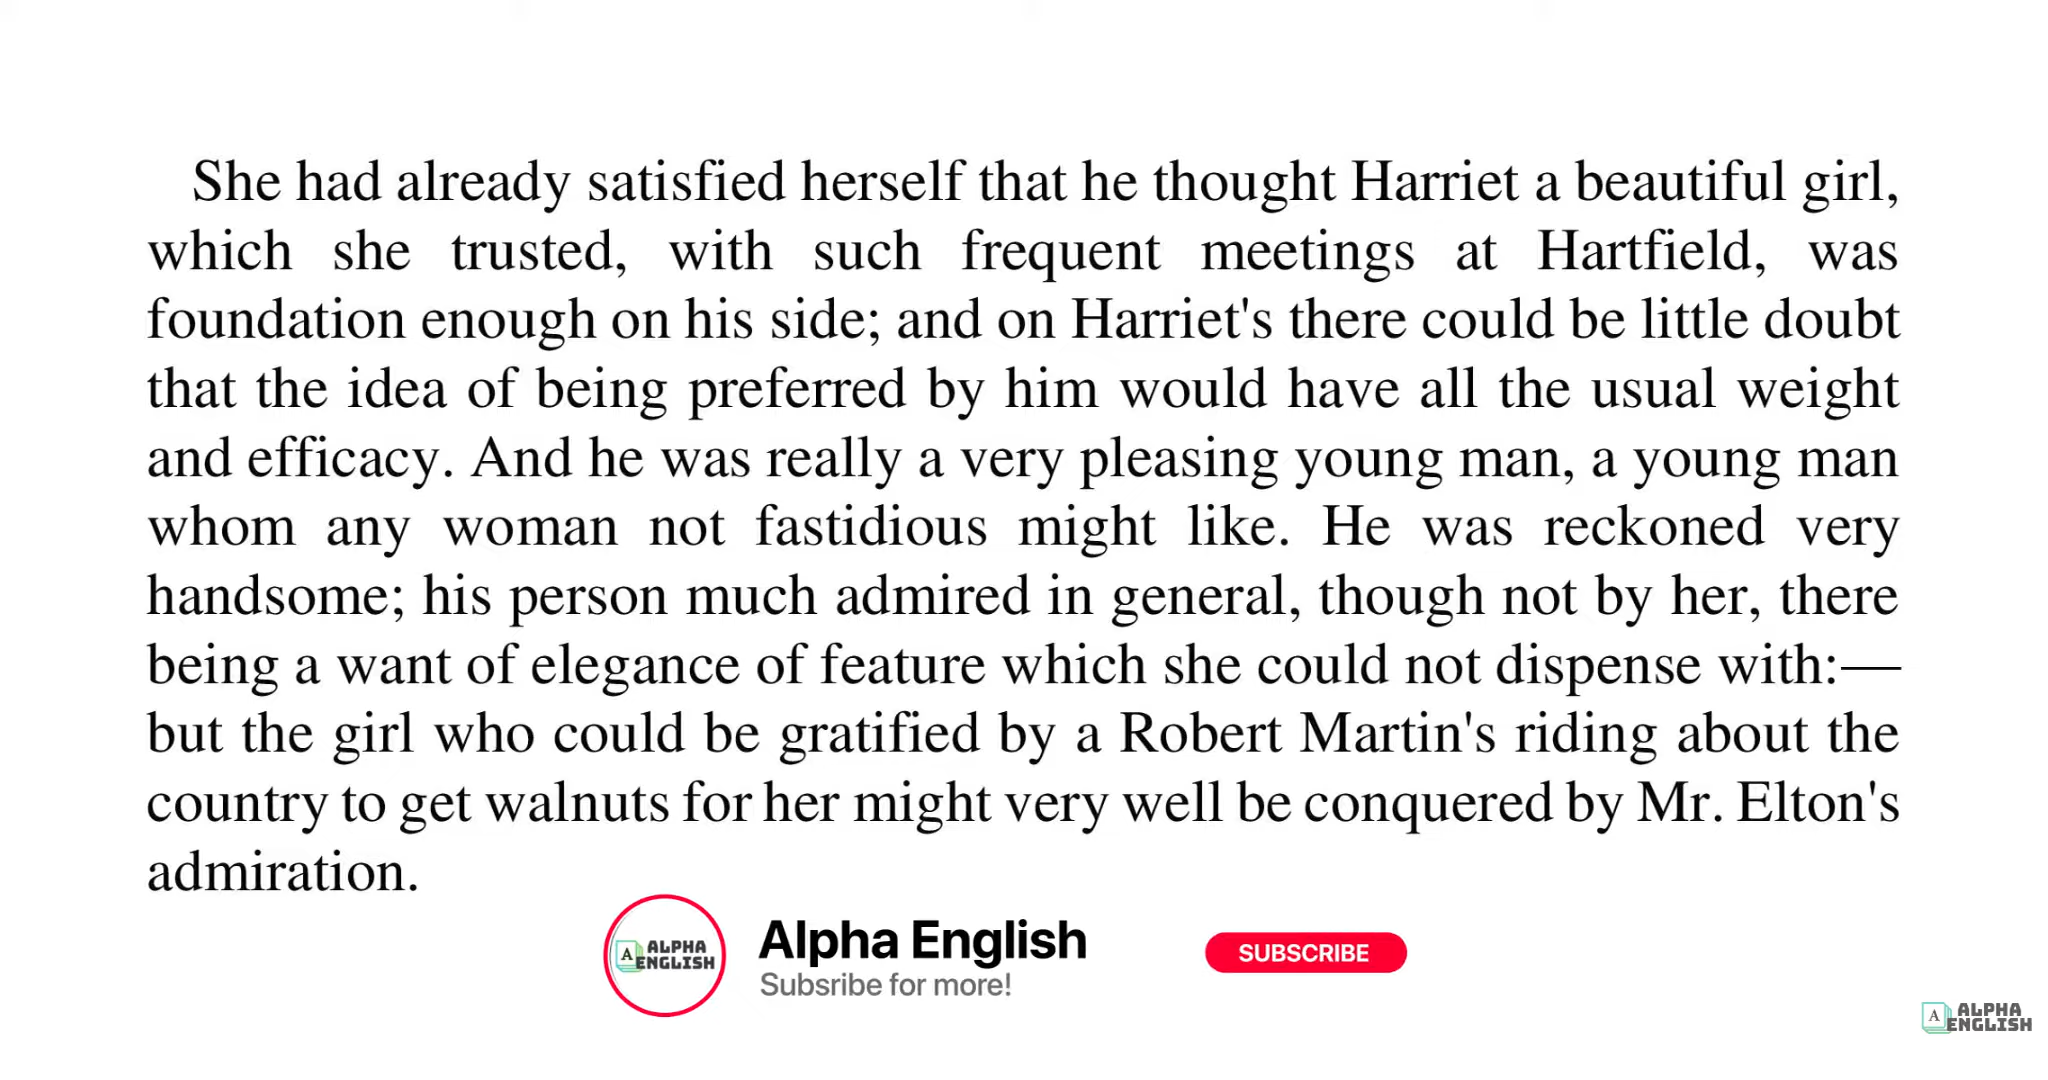 She had already satisfied herself that he thought Harriet a beautiful girl,
which she trusted, with such frequent meetings at Hartfield, was
foundation enough on his side; and on Harriet's there could be little doubt
that the idea of being preferred by him would have all the usual weight
and efficacy. And he was really a very pleasing young man, a young man
whom any woman not fastidious might like. He was reckoned very
handsome; his person much admired in general, though not by her, there
being a want of elegance of feature which she could not dispense with:—
but the girl who could be gratified by a Robert Martin's riding about the
country to get walnuts for her might very well be conquered by Mr. Elton's
admiration.
A ALPHA
ENGLISH
Alpha English
Subsribe for more!
SUBSCRIBE
A ALPHA
ENGLISH